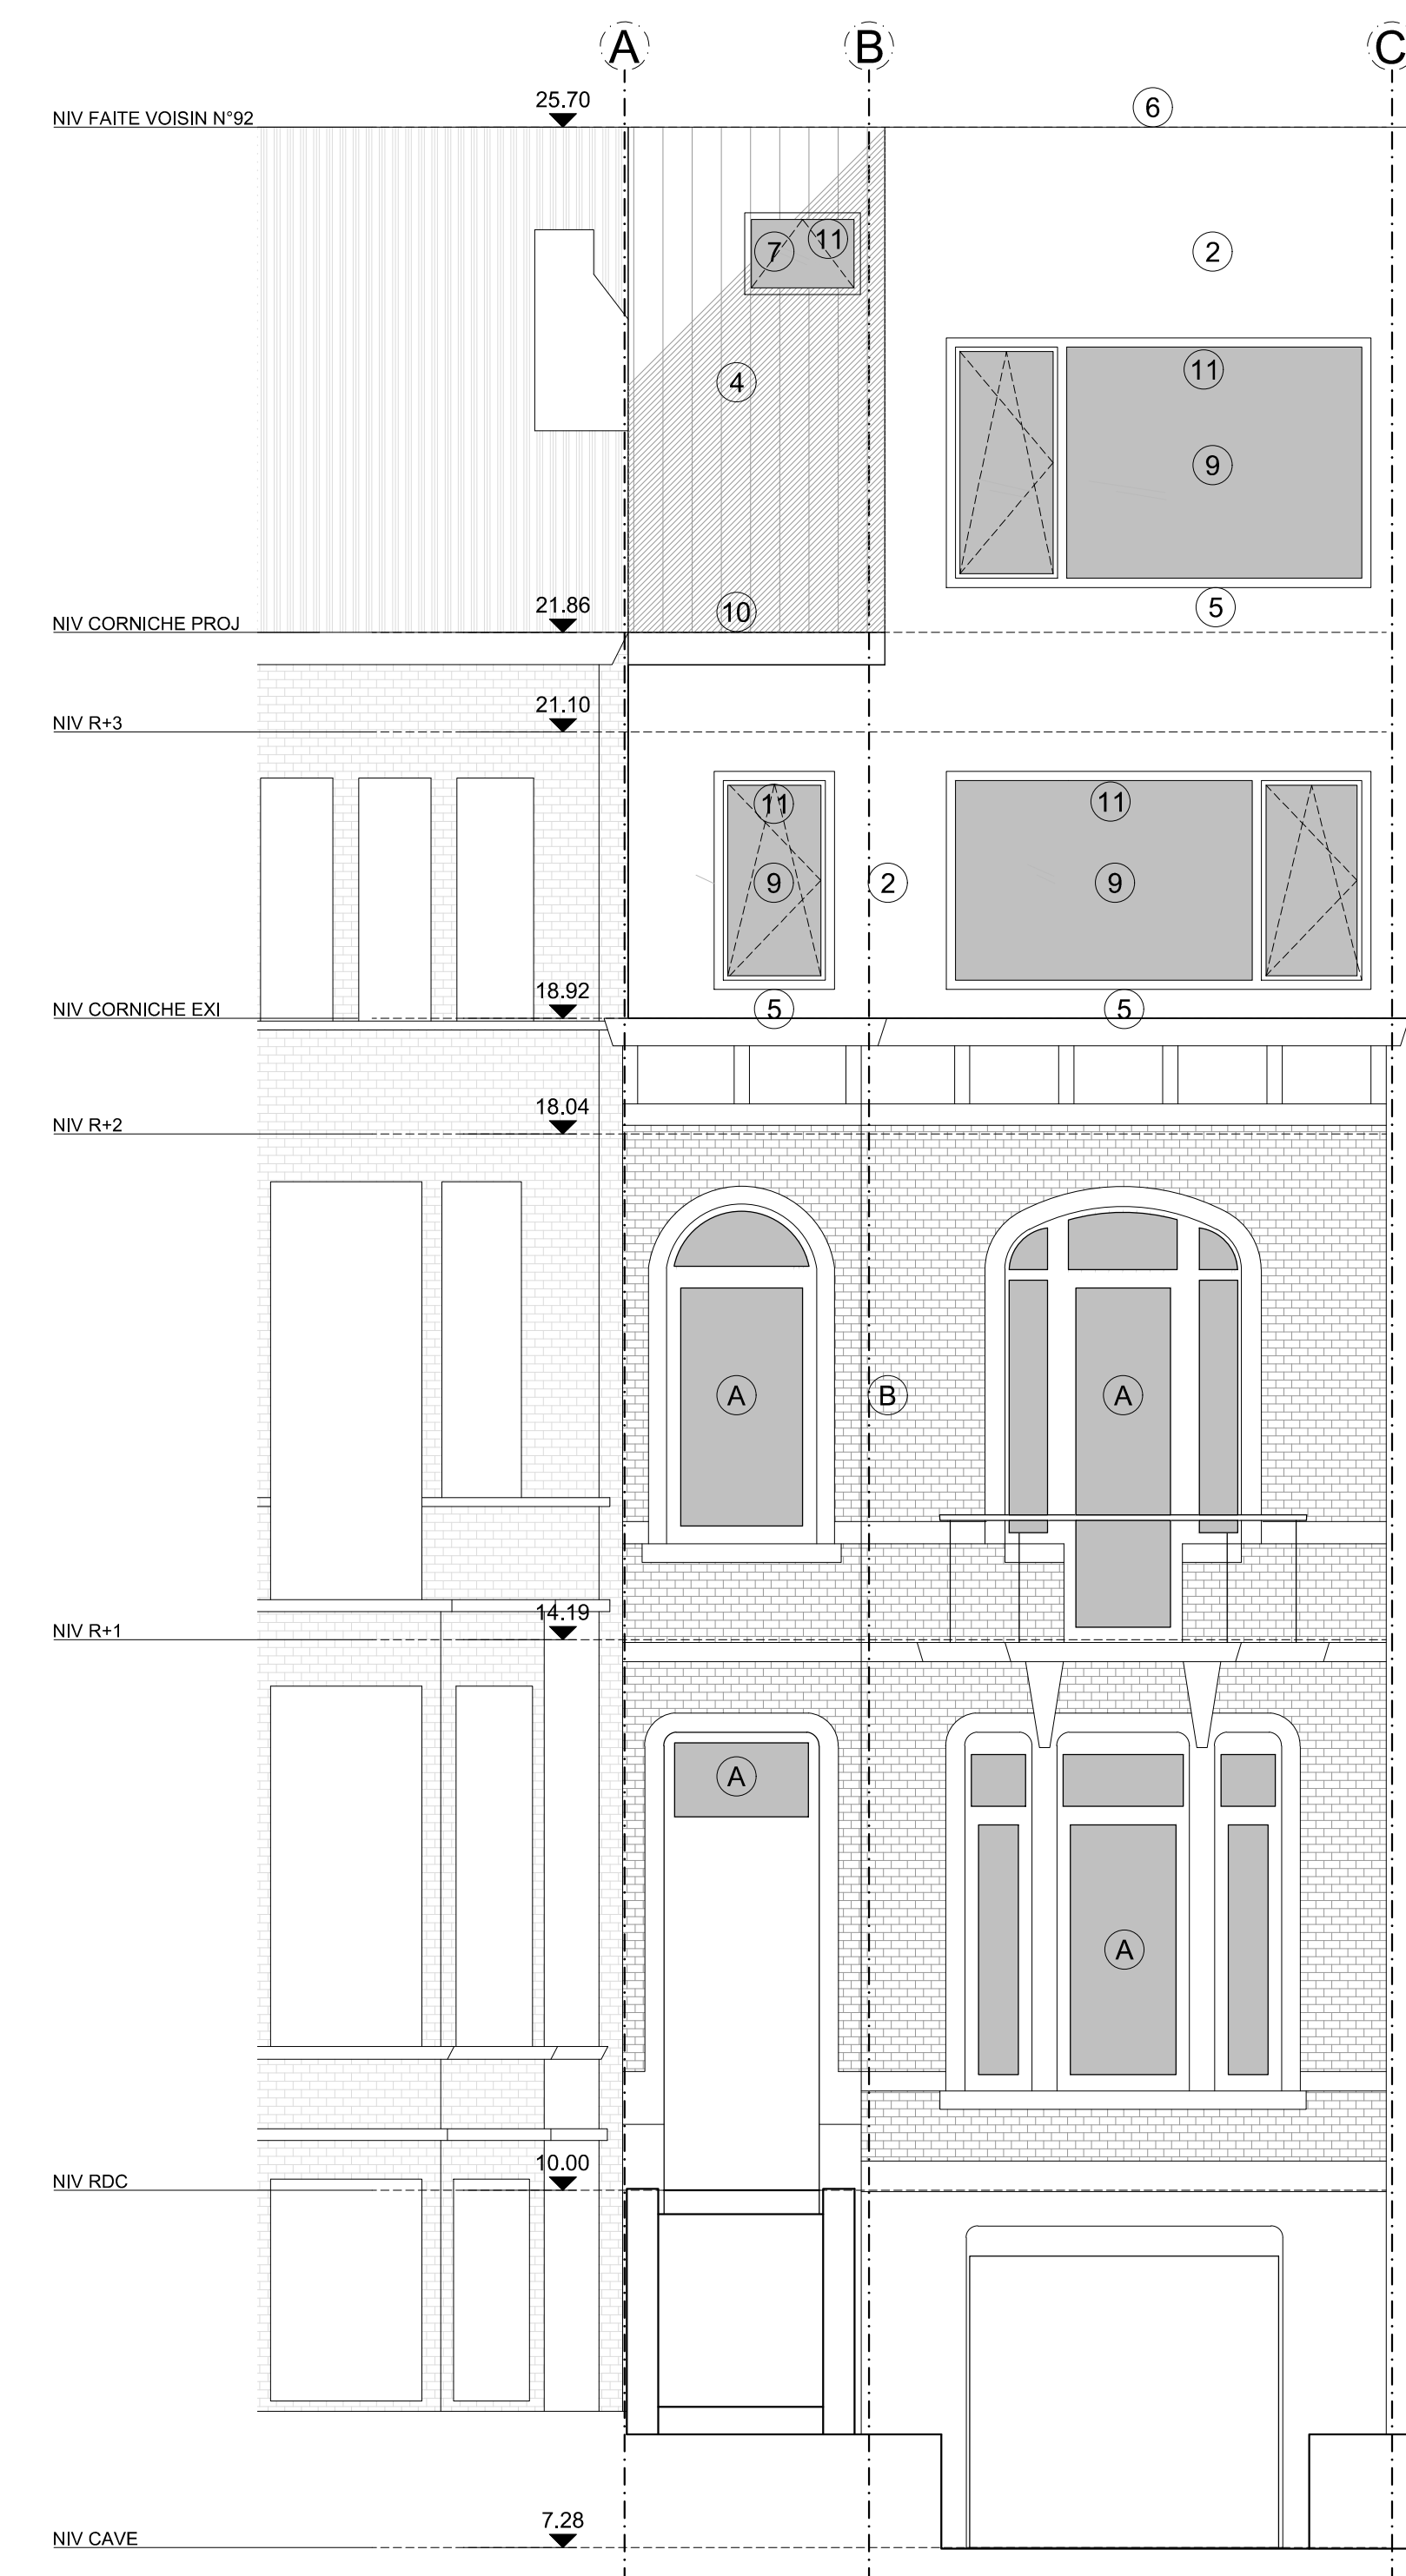 A B C
25.70
NIV FAITE VOISIN N°92
6
7 11
2
11
4
9
21.86
10
5
NIV CORNICHE PROJ
21.10
NIV R+3
11 11
9 2 9
18.92
NIV CORNICHE EXI
5 5
18.04
NIV R+2
A B A
14.19
NIV R+1
A
A
10.00
NIV RDC
7.28
NIV CAVE